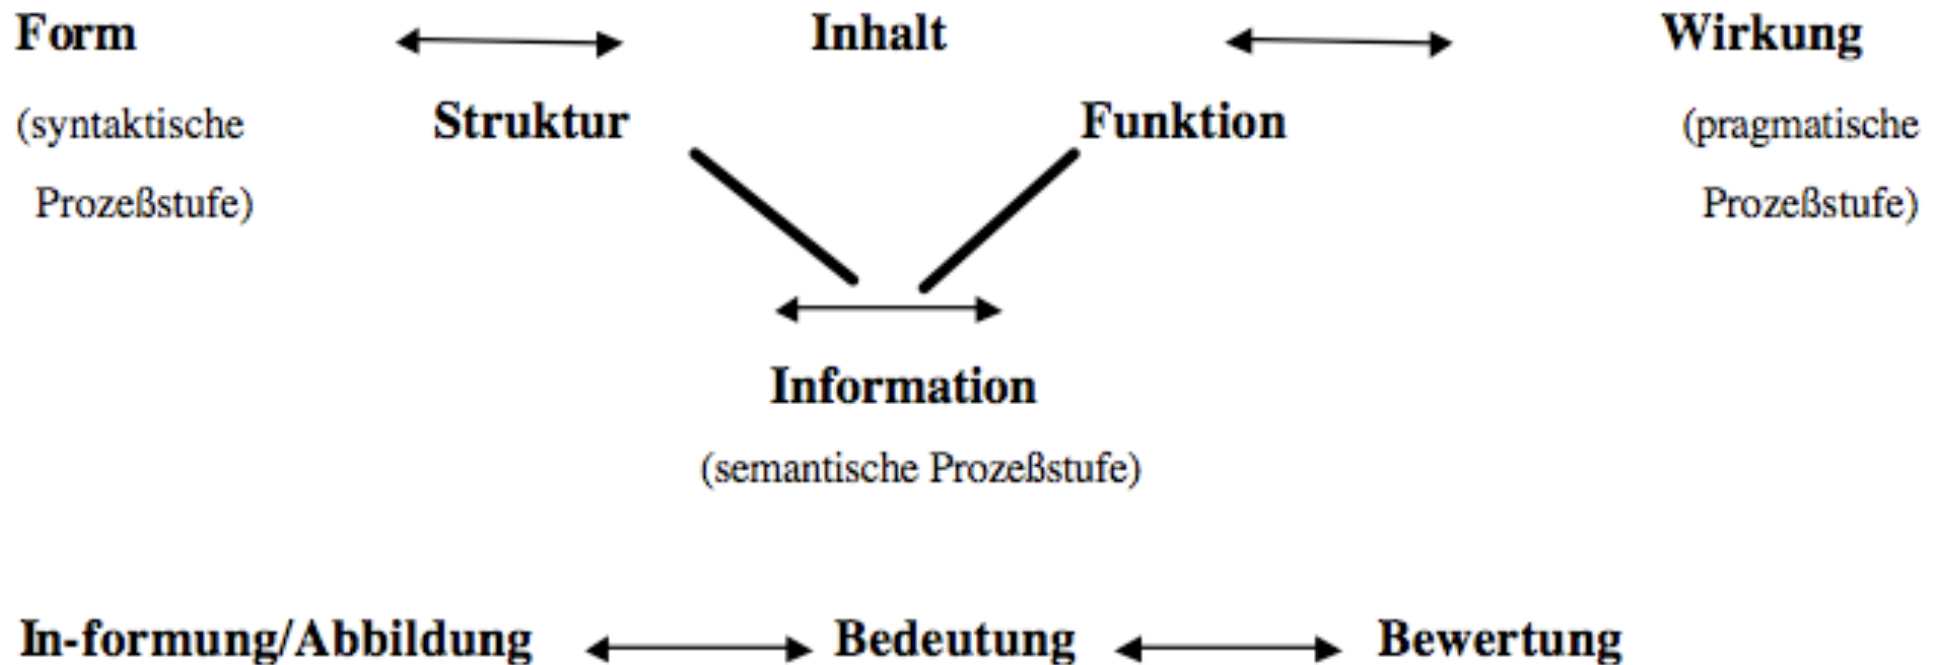 Form Inhalt Wirkung
(syntaktische Struktur Funktion (pragmatische
Prozeßstufe) Prozeßstufe)
Information
(semantische Prozeßstufe)
In-formung/Abbildung Bedeutung Bewertung